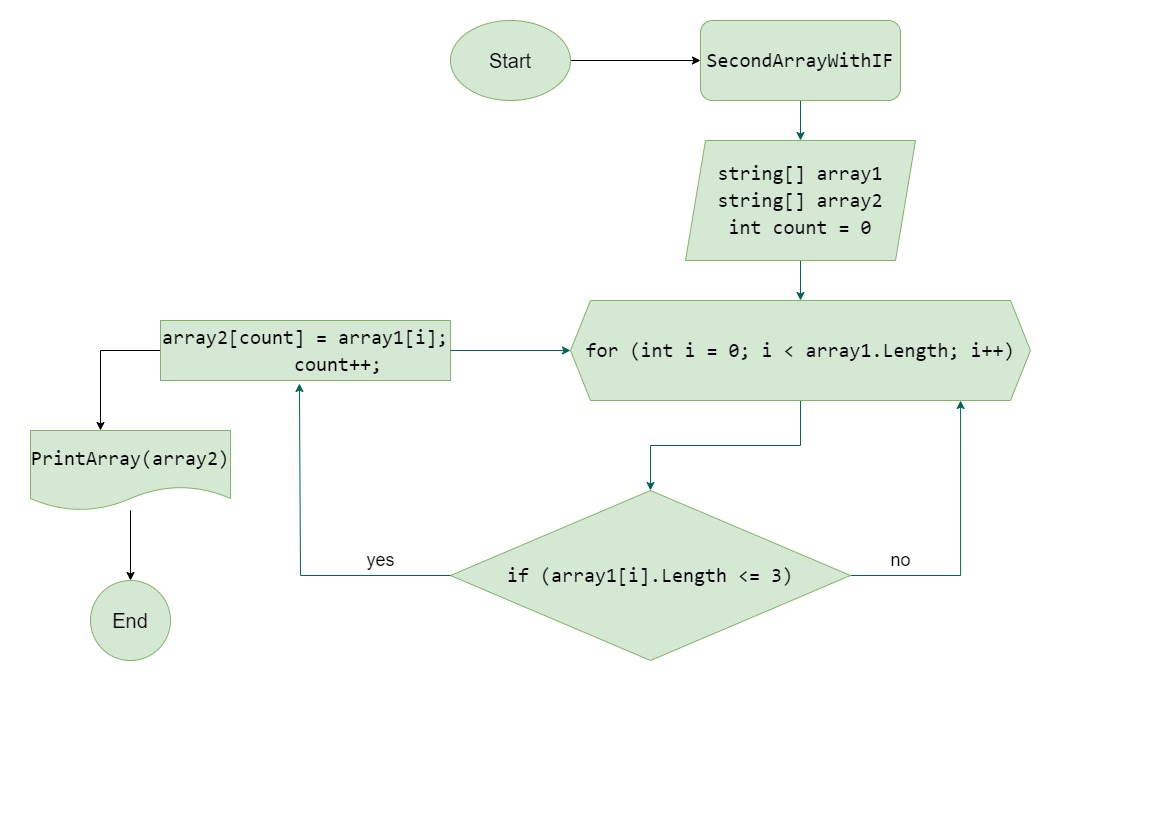 Start
SecondArrayWithIF
string[] array1
string[] array2
int count = 0
for (int i = 0; i < array1.Length; i++)
array2[count] = array1[i];
count++;
PrintArray(array2)
if (array1[i].Length <= 3)
yes
no
End